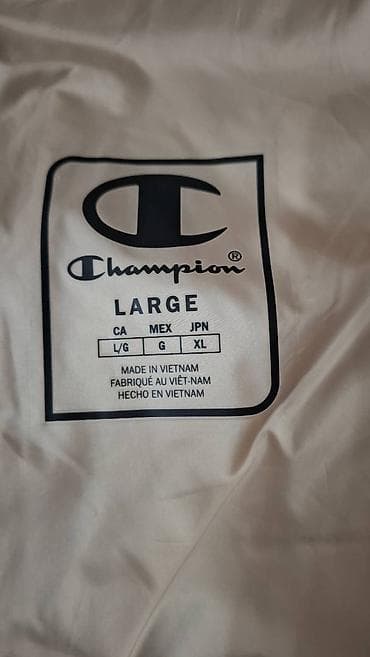 Champion®
LARGE
CA MEX JPN
L/G G XL
MADE IN VIETNAM
FABRIQUÉ AU VIÊT-NAM
HECHO EN VIETNAM